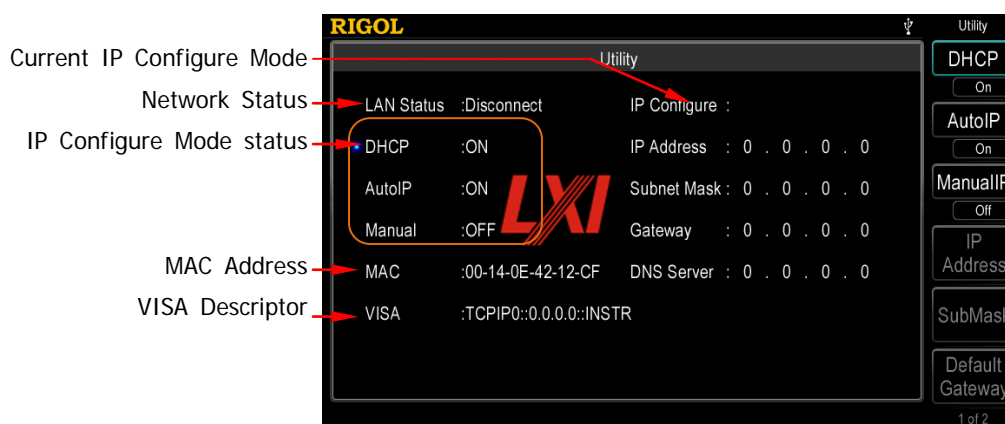 RIGOL
Utility
Current IP Configure Mode
Utility
DHCP
On
Network Status
LAN Status :Disconnect
IP Configure :
AutoIP
On
IP Configure Mode status
DHCP :ON
IP Address : 0 . 0 . 0 . 0
AutoIP :ON
LXI
Subnet Mask : 0 . 0 . 0 . 0
ManualIP
Off
Manual :OFF
Gateway : 0 . 0 . 0 . 0
IP
Address
MAC Address
MAC :00-14-0E-42-12-CF
DNS Server : 0 . 0 . 0 . 0
VISA Descriptor
VISA :TCPIP0::0.0.0.0::INSTR
SubMask
Default
Gateway
1 of 2